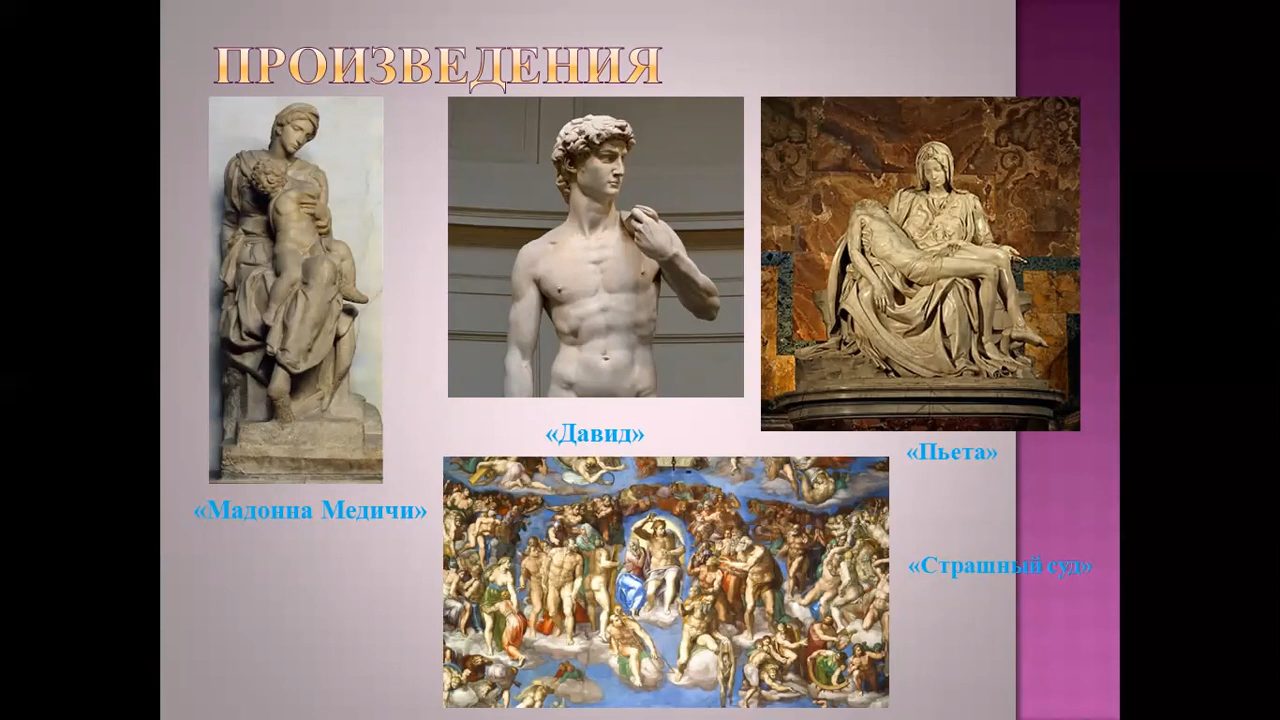 ПРОИЗВЕДЕНИЯ
«Давид»
«Пьета»
«Мадонна Медичи»
«Страшный суд»